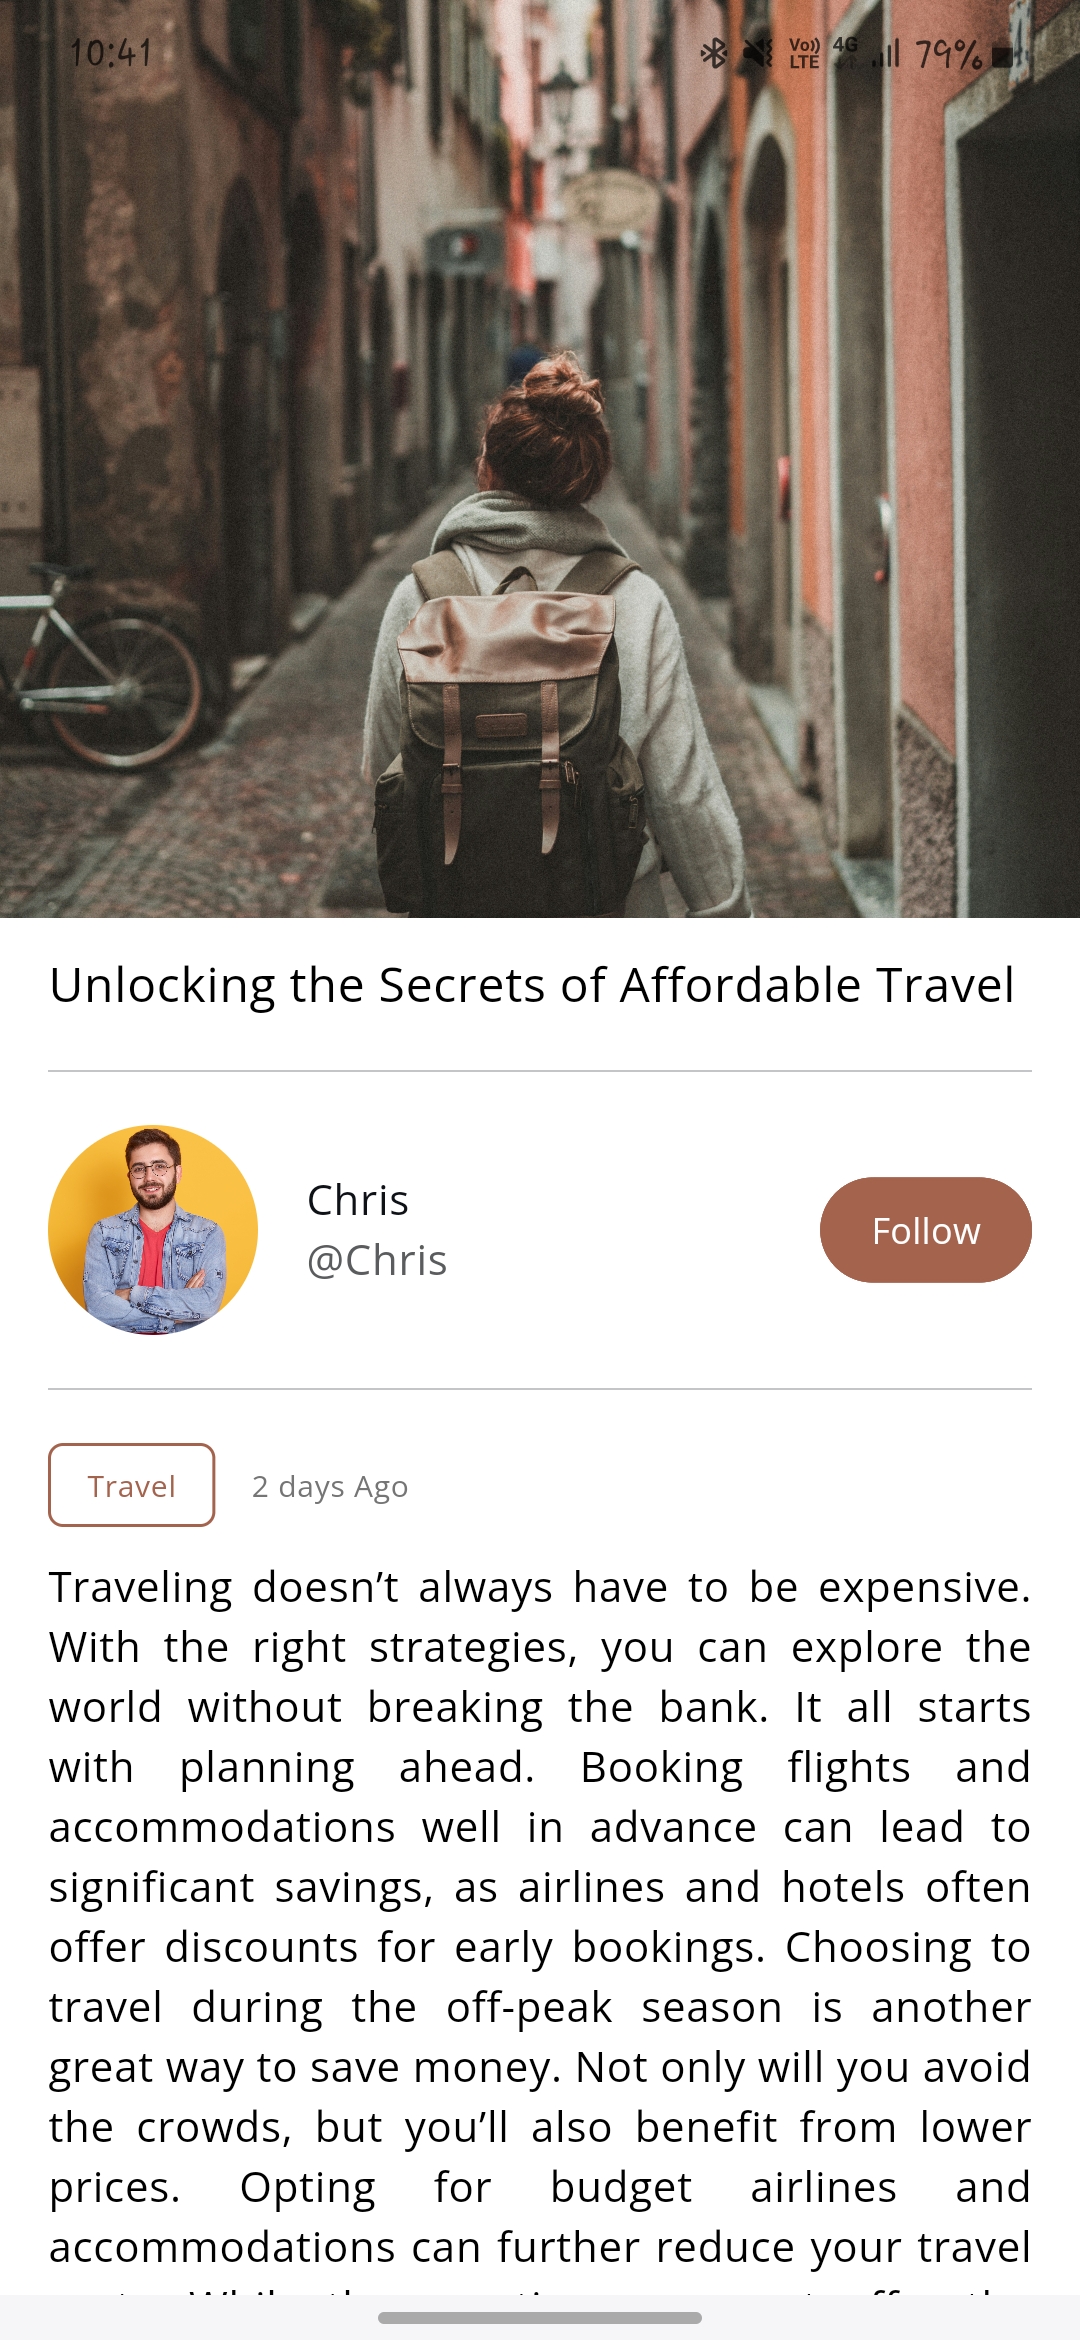 10:41 Vo)) LTE 4G 79%
Unlocking the Secrets of Affordable Travel
Chris
@Chris
Follow
Travel 2 days Ago
Traveling doesn’t always have to be expensive.
With the right strategies, you can explore the
world without breaking the bank. It all starts
with planning ahead. Booking flights and
accommodations well in advance can lead to
significant savings, as airlines and hotels often
offer discounts for early bookings. Choosing to
travel during the off-peak season is another
great way to save money. Not only will you avoid
the crowds, but you’ll also benefit from lower
prices. Opting for budget airlines and
accommodations can further reduce your travel